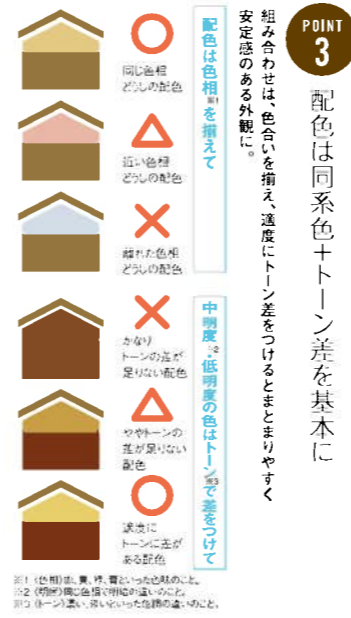 POINT
3
配色は同系色+トーン差を基本に
組み合わせは、色合いを揃え、適度にトーン差をつけるとまとまりやすく
安定感のある外観に。
配色は色相※1を揃えて
同じ色相
どうしの配色
近い色相
どうしの配色
離れた色相
どうしの配色
中明度※2・低明度の色はトーン※3で差をつけて
かなり
トーンの差が
足りない配色
ややトーンの
差が足りない
配色
適度に
トーンに差が
ある配色
※1 (色相)赤、黄、緑、青といった色味のこと。
※2 (明度)同じ色相で明暗の違いのこと。
※3 (トーン)濃い、淡いといった色調の違いのこと。